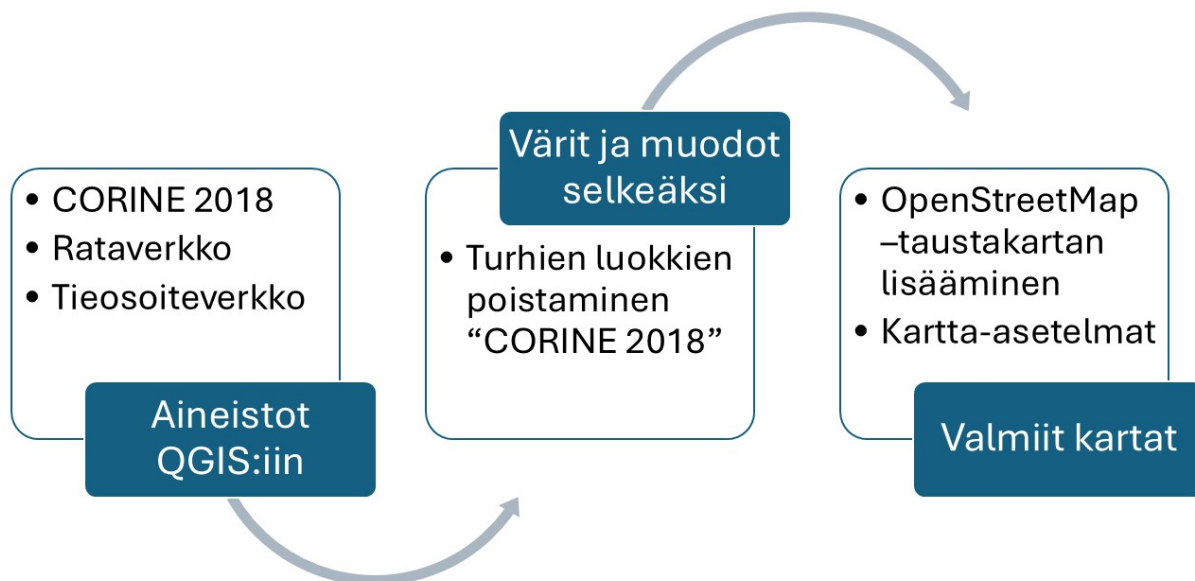 • CORINE 2018
• Rataverkko
• Tieosoiteverkko
Aineistot
QGIS:iin
Värit ja muodot
selkeäksi
• Turhien luokkien
poistaminen
“CORINE 2018”
• OpenStreetMap
–taustakartan
lisääminen
• Kartta-asetelmat
Valmiit kartat